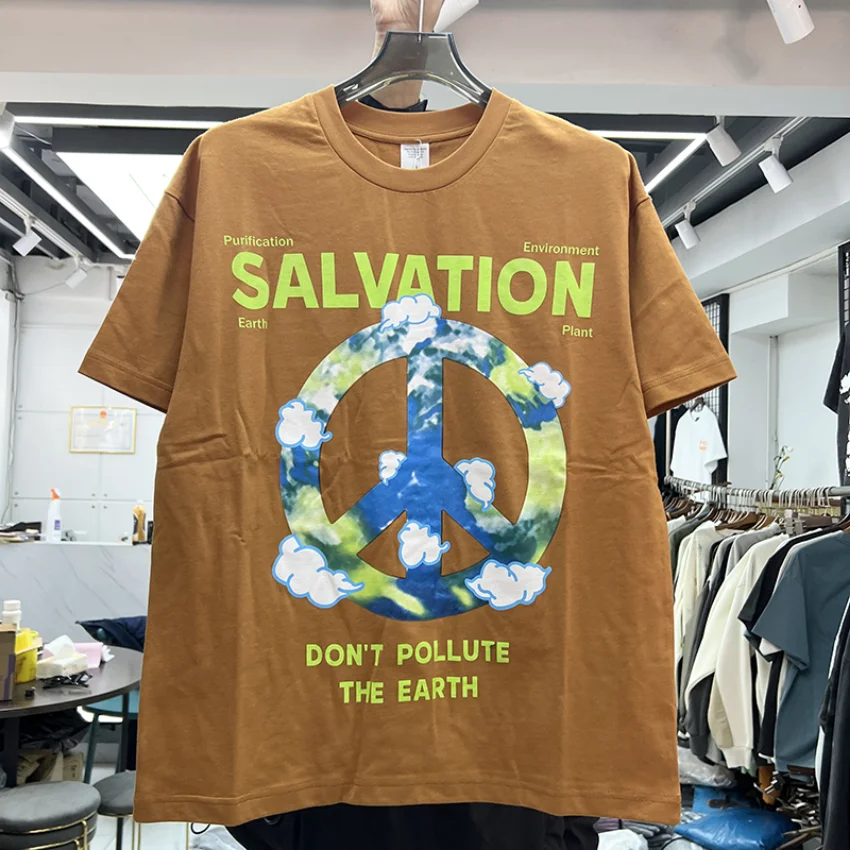 Purification
Environment
SALVATION
Earth
Plant
DON'T POLLUTE
THE EARTH